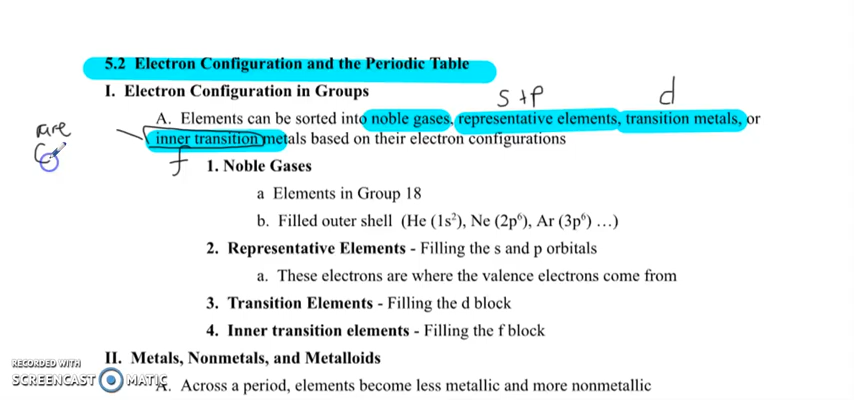 5.2 Electron Configuration and the Periodic Table
I. Electron Configuration in Groups
s + p
d
A. Elements can be sorted into noble gases, representative elements, transition metals, or
inner transition metals based on their electron configurations
rare
f
1. Noble Gases
a Elements in Group 18
b. Filled outer shell (He (1s²), Ne (2p⁶), Ar (3p⁶) …)
2. Representative Elements - Filling the s and p orbitals
a. These electrons are where the valence electrons come from
3. Transition Elements - Filling the d block
4. Inner transition elements - Filling the f block
II. Metals, Nonmetals, and Metalloids
A. Across a period, elements become less metallic and more nonmetallic
RECORDED WITH
SCREENCAST MATIC